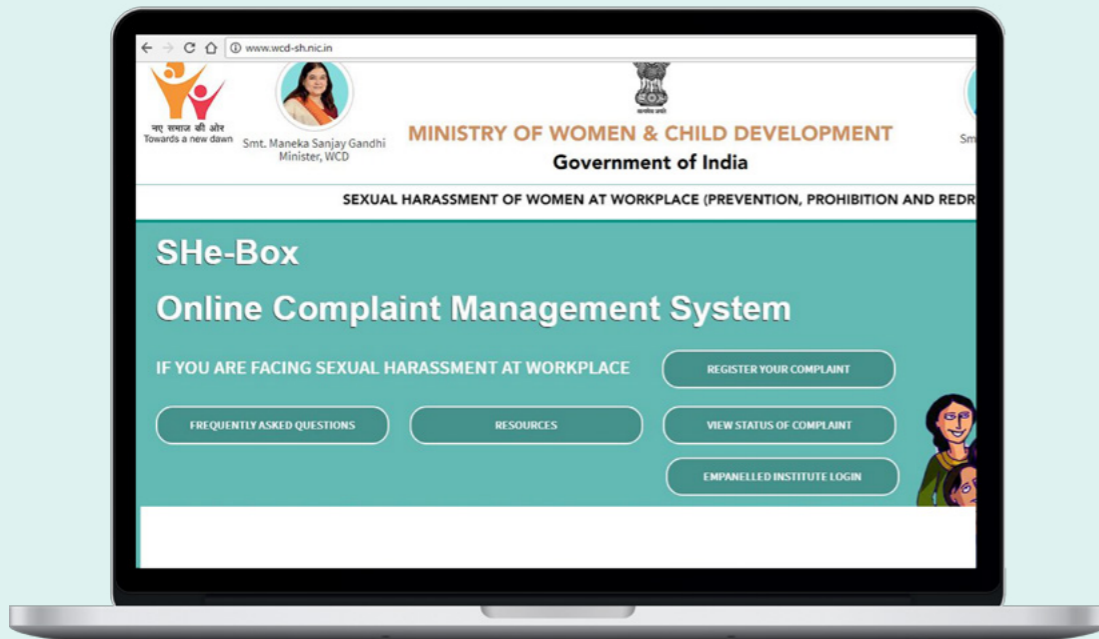 www.wcd-sh.nic.in
नए समाज की ओर
Towards a new dawn
Smt. Maneka Sanjay Gandhi
Minister, WCD
MINISTRY OF WOMEN & CHILD DEVELOPMENT
Government of India
Sm
SEXUAL HARASSMENT OF WOMEN AT WORKPLACE (PREVENTION, PROHIBITION AND REDR
SHe-Box
Online Complaint Management System
IF YOU ARE FACING SEXUAL HARASSMENT AT WORKPLACE
REGISTER YOUR COMPLAINT
FREQUENTLY ASKED QUESTIONS
RESOURCES
VIEW STATUS OF COMPLAINT
EMPANELLED INSTITUTE LOGIN